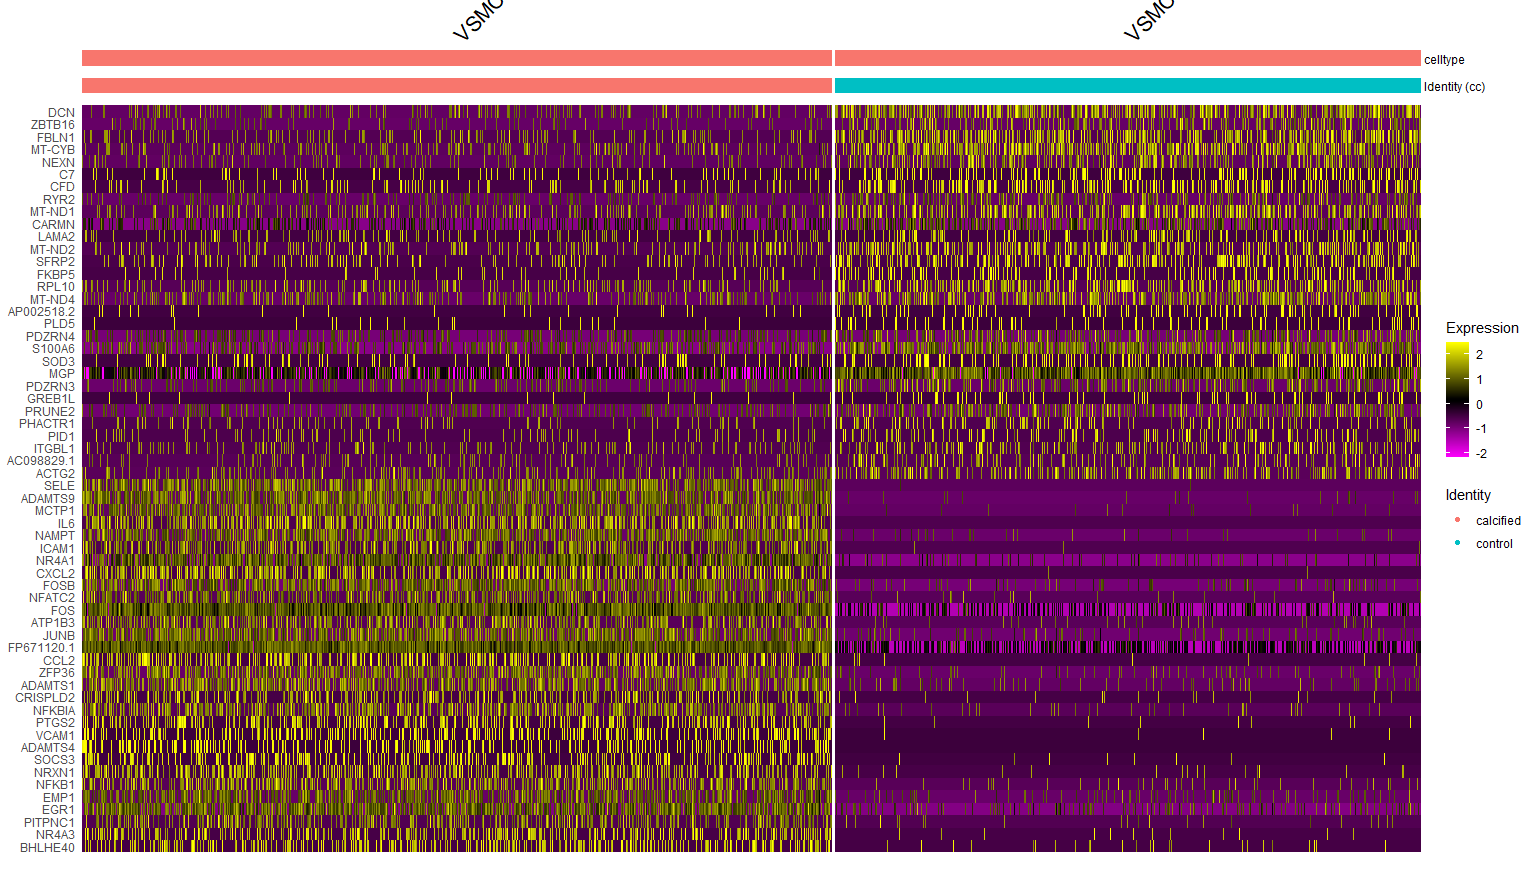 VSMC
VSMC
celltype
Identity (cc)
DCN
ZBTB16
FBLN1
MT-CYB
NEXN
C7
CFD
RYR2
MT-ND1
CARMN
LAMA2
MT-ND2
SFRP2
FKBP5
RPL10
MT-ND4
AP002518.2
PLD5
PDZRN4
S100A6
SOD3
MGP
PDZRN3
GREB1L
PRUNE2
PHACTR1
PID1
ITGBL1
AC098829.1
ACTG2
SELE
ADAMTS9
MCTP1
IL6
NAMPT
ICAM1
NR4A1
CXCL2
FOSB
NFATC2
FOS
ATP1B3
JUNB
FP671120.1
CCL2
ZFP36
ADAMTS1
CRISPLD2
NFKBIA
PTGS2
VCAM1
ADAMTS4
SOCS3
NRXN1
NFKB1
EMP1
EGR1
PITPNC1
NR4A3
BHLHE40
Expression
2
1
0
-1
-2
Identity
calcified
control